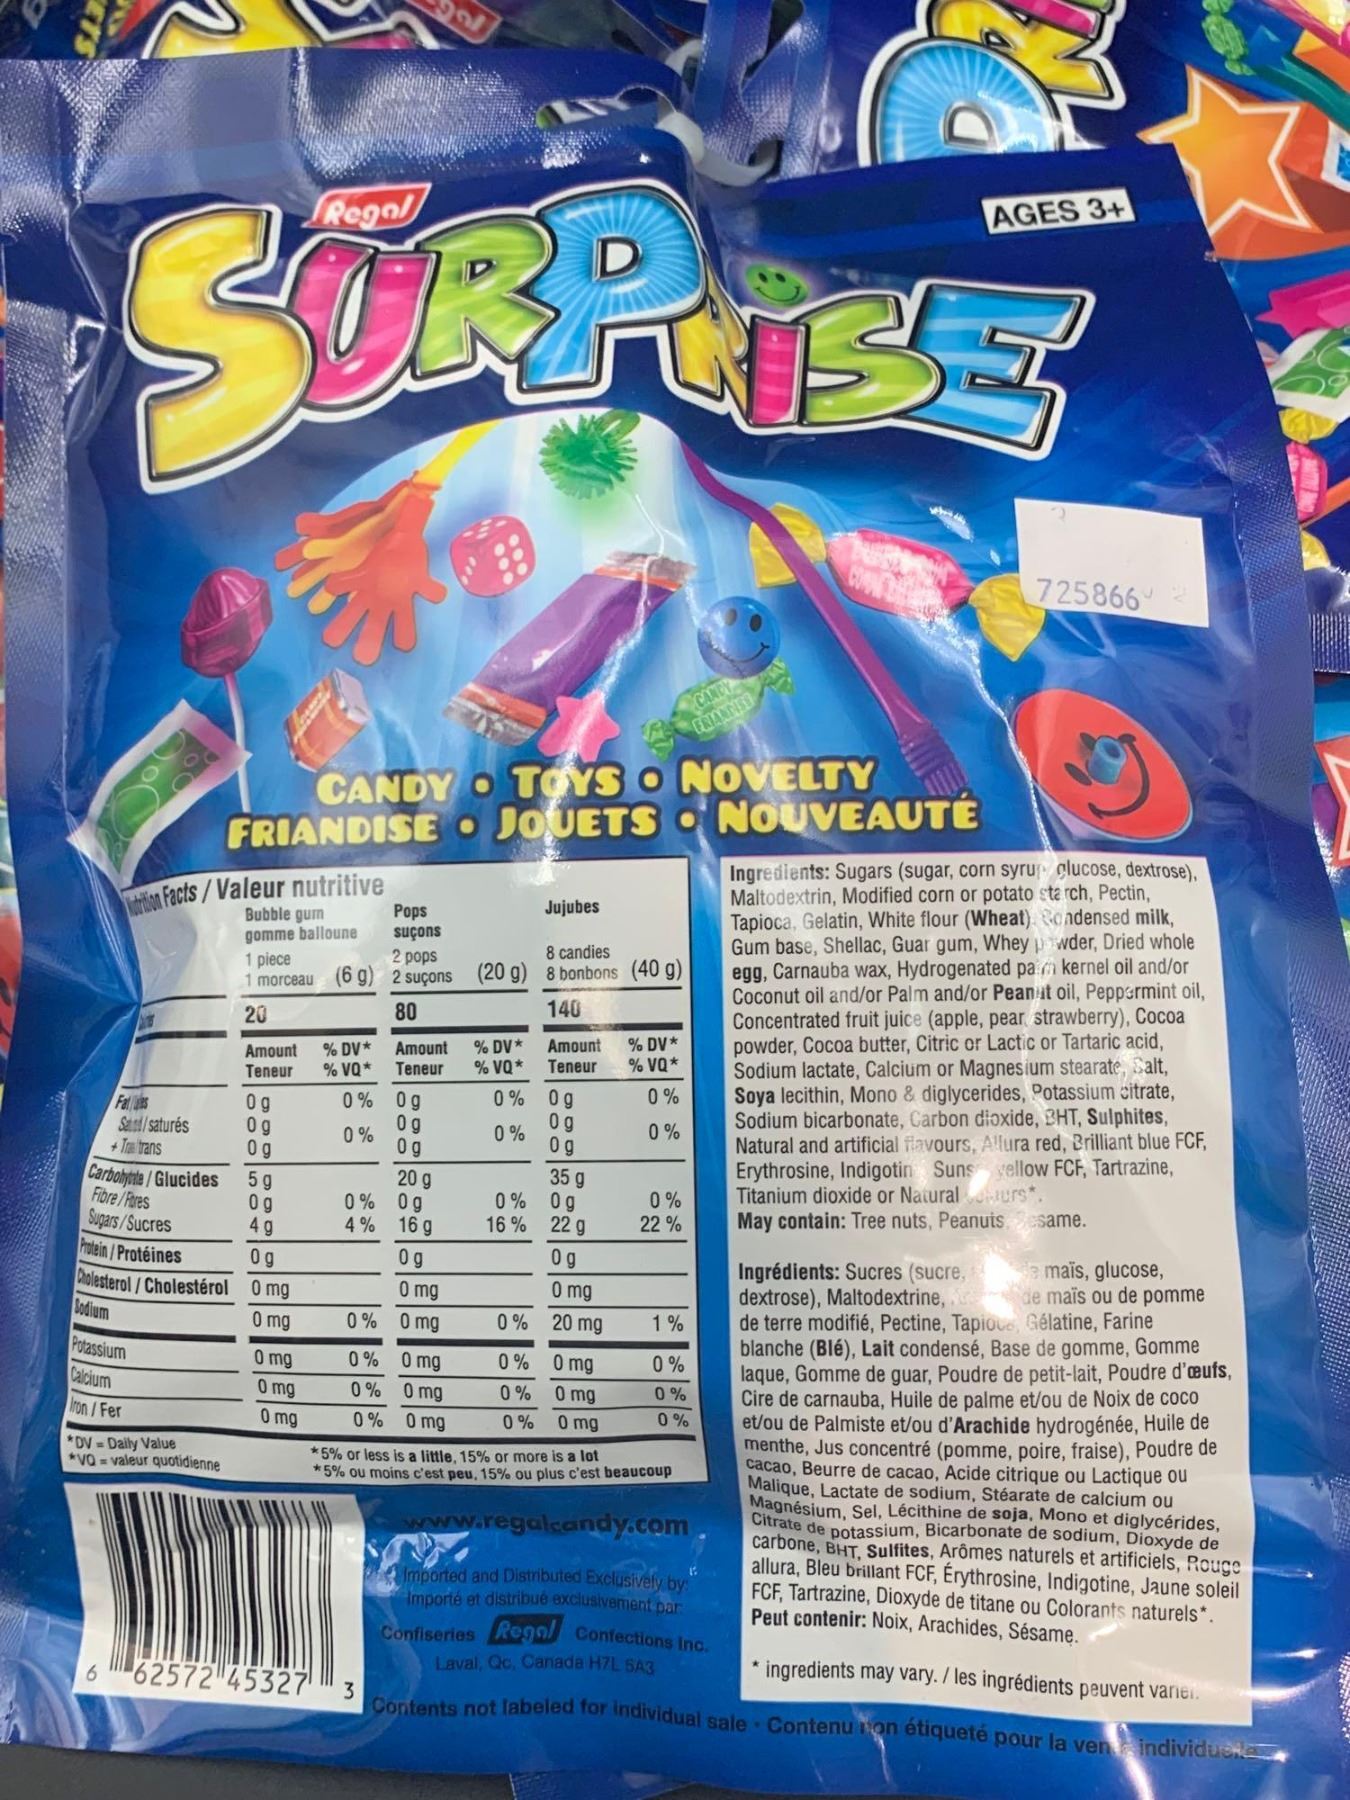 Regal
AGES 3+
SURPRISE
725866
CANDY
FRIANDISE
CANDY • TOYS • NOVELTY
FRIANDISE • JOUETS • NOUVEAUTÉ
Nutrition Facts / Valeur nutritive
Bubble gum Pops Jujubes
gomme balloune suçons
1 piece 2 pops 8 candies
1 morceau (6 g) 2 suçons (20 g) 8 bonbons (40 g)
20 80 140
Amount % DV* Amount % DV* Amount % DV*
Teneur % VQ* Teneur % VQ* Teneur % VQ*
Fat 0 g 0 % 0 g 0 % 0 g 0 %
/ saturés 0 g 0 g 0 g
0 % 0 % 0 %
+ Trans / trans 0 g 0 g 0 g
Carbohydrate / Glucides 5 g 20 g 35 g
Fibre / Fibres 0 g 0 % 0 g 0 % 0 g 0 %
Sugars / Sucres 4 g 4 % 16 g 16 % 22 g 22 %
Protein / Protéines 0 g 0 g 0 g
Cholesterol / Cholestérol 0 mg 0 mg 0 mg
Sodium 0 mg 0 % 0 mg 0 % 20 mg 1 %
Potassium 0 mg 0 % 0 mg 0 % 0 mg 0 %
Calcium 0 mg 0 % 0 mg 0 % 0 mg 0 %
Iron / Fer 0 mg 0 % 0 mg 0 % 0 mg 0 %
*DV = Daily Value
*VQ = valeur quotidienne
*5% or less is a little, 15% or more is a lot
*5% ou moins c'est peu, 15% ou plus c'est beaucoup
Ingredients: Sugars (sugar, corn syrup, glucose, dextrose),
Maltodextrin, Modified corn or potato starch, Pectin,
Tapioca, Gelatin, White flour (Wheat), Condensed milk,
Gum base, Shellac, Guar gum, Whey powder, Dried whole
egg, Carnauba wax, Hydrogenated palm kernel oil and/or
Coconut oil and/or Palm and/or Peanut oil, Peppermint oil,
Concentrated fruit juice (apple, pear, strawberry), Cocoa
powder, Cocoa butter, Citric or Lactic or Tartaric acid,
Sodium lactate, Calcium or Magnesium stearate, Salt,
Soya lecithin, Mono & diglycerides, Potassium citrate,
Sodium bicarbonate, Carbon dioxide, BHT, Sulphites,
Natural and artificial flavours, Allura red, Brilliant blue FCF,
Erythrosine, Indigotin, Sunset yellow FCF, Tartrazine,
Titanium dioxide or Natural colours*.
May contain: Tree nuts, Peanuts, Sesame.
Ingrédients: Sucres (sucre, maïs, glucose,
dextrose), Maltodextrine, de maïs ou de pomme
de terre modifié, Pectine, Tapioca, Gélatine, Farine
blanche (Blé), Lait condensé, Base de gomme, Gomme
laque, Gomme de guar, Poudre de petit-lait, Poudre d'œufs,
Cire de carnauba, Huile de palme et/ou de Noix de coco
et/ou de Palmiste et/ou d'Arachide hydrogénée, Huile de
menthe, Jus concentré (pomme, poire, fraise), Poudre de
cacao, Beurre de cacao, Acide citrique ou Lactique ou
Malique, Lactate de sodium, Stéarate de calcium ou
Magnésium, Sel, Lécithine de soja, Mono et diglycérides,
Citrate de potassium, Bicarbonate de sodium, Dioxyde de
carbone, BHT, Sulfites, Arômes naturels et artificiels, Rouge
allura, Bleu brillant FCF, Érythrosine, Indigotine, Jaune soleil
FCF, Tartrazine, Dioxyde de titane ou Colorants naturels*.
Peut contenir: Noix, Arachides, Sésame.
* ingredients may vary. / les ingrédients peuvent varier.
www.regalcandy.com
Imported and Distributed Exclusively by:
Importé et distribué exclusivement par:
Confiseries Regal Confections Inc.
Laval, Qc, Canada H7L 5A3
6 62572 45327 3
Contents not labeled for individual sale • Contenu non étiqueté pour la vente individuelle